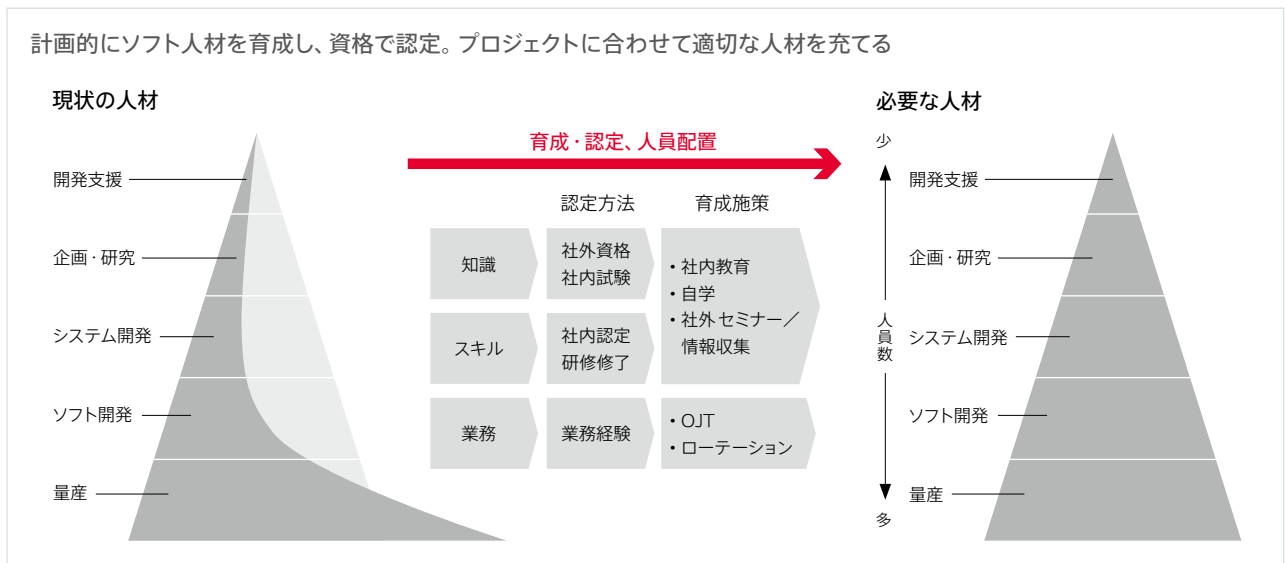 計画的にソフト人材を育成し、資格で認定。プロジェクトに合わせて適切な人材を充てる
現状の人材
開発支援
企画・研究
システム開発
ソフト開発
量産
育成・認定、人員配置
認定方法
育成施策
知識
社外資格
社内試験
・社内教育
・自学
・社外セミナー／
情報収集
スキル
社内認定
研修修了
業務
業務経験
・OJT
・ローテーション
必要な人材
少
人員数
多
開発支援
企画・研究
システム開発
ソフト開発
量産